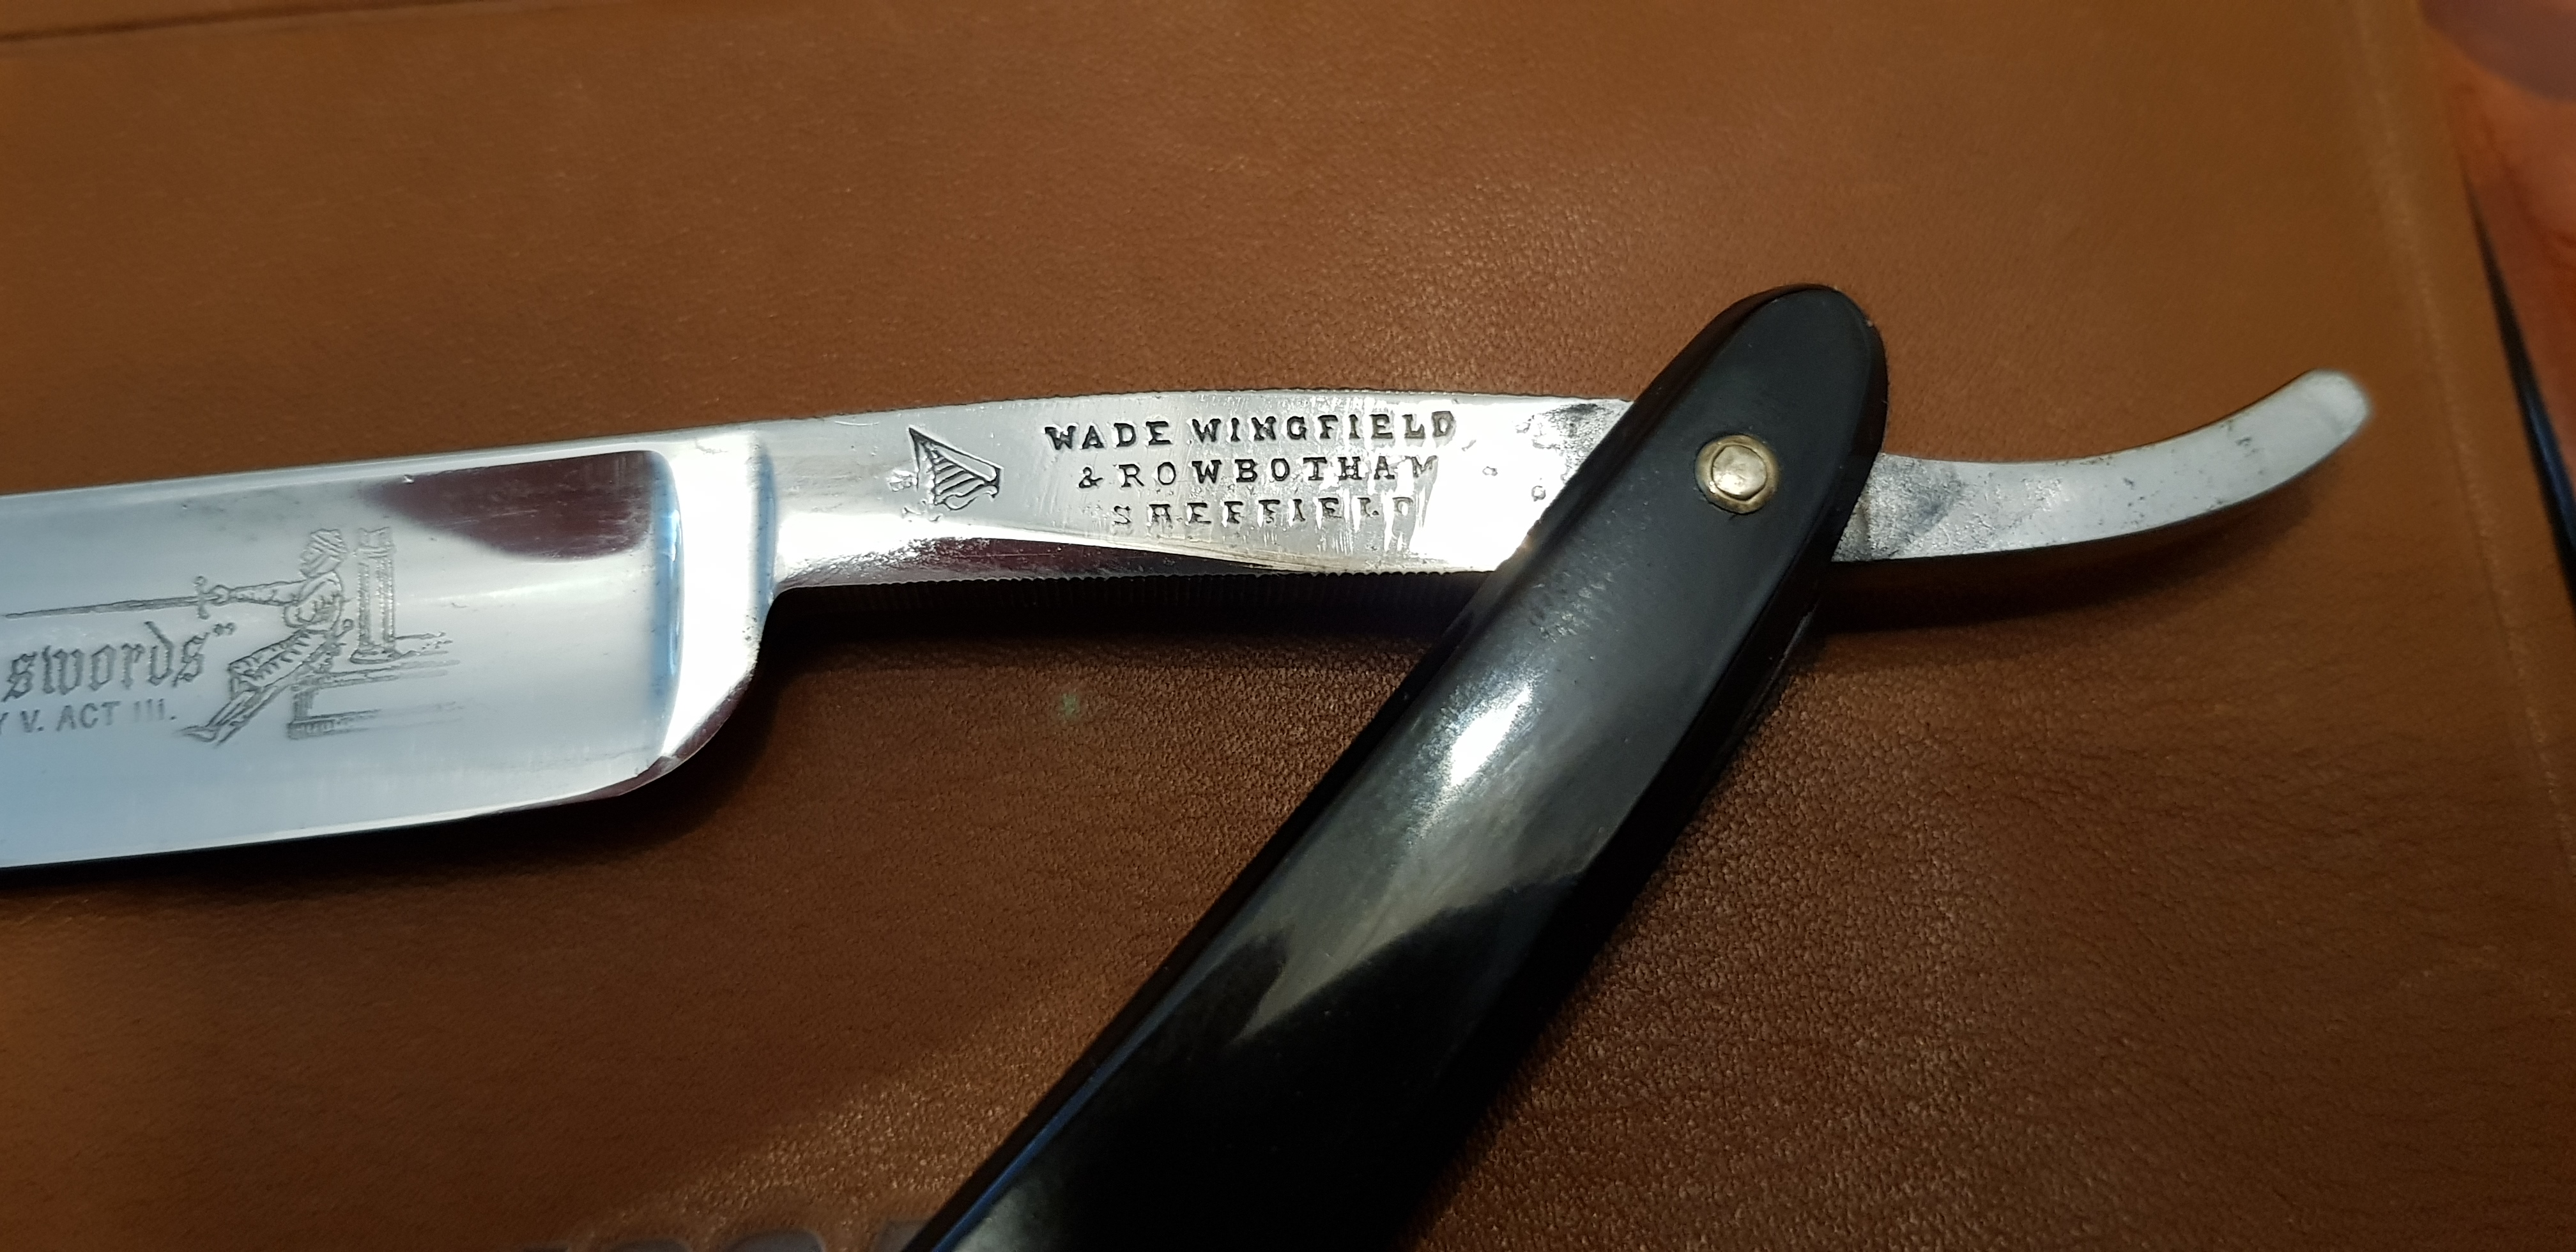 WADE WINGFIELD
& ROWBOTHAM
SHEFFIELD
swords"
Y V. ACT III.